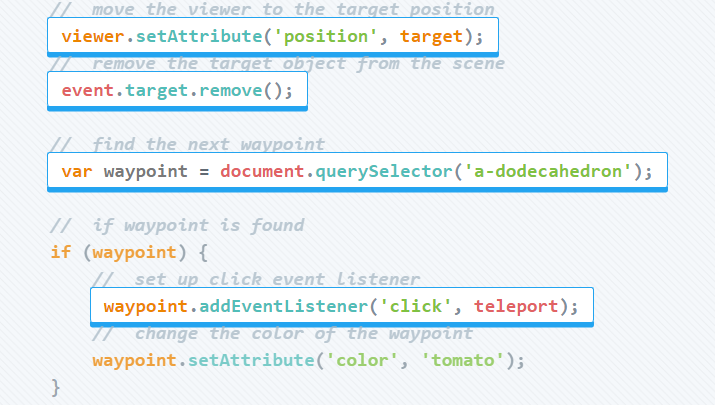 //  move the viewer to the target position
viewer.setAttribute('position', target);
//  remove the target object from the scene
event.target.remove();
//  find the next waypoint
var waypoint = document.querySelector('a-dodecahedron');
//  if waypoint is found
if (waypoint) {
//  set up click event listener
waypoint.addEventListener('click', teleport);
//  change the color of the waypoint
waypoint.setAttribute('color', 'tomato');
}